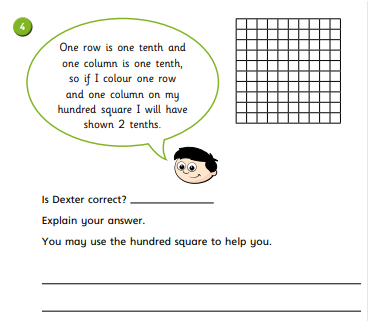 4
One row is one tenth and
one column is one tenth,
so if I colour one row
and one column on my
hundred square I will have
shown 2 tenths.
Is Dexter correct? ______________
Explain your answer.
You may use the hundred square to help you.